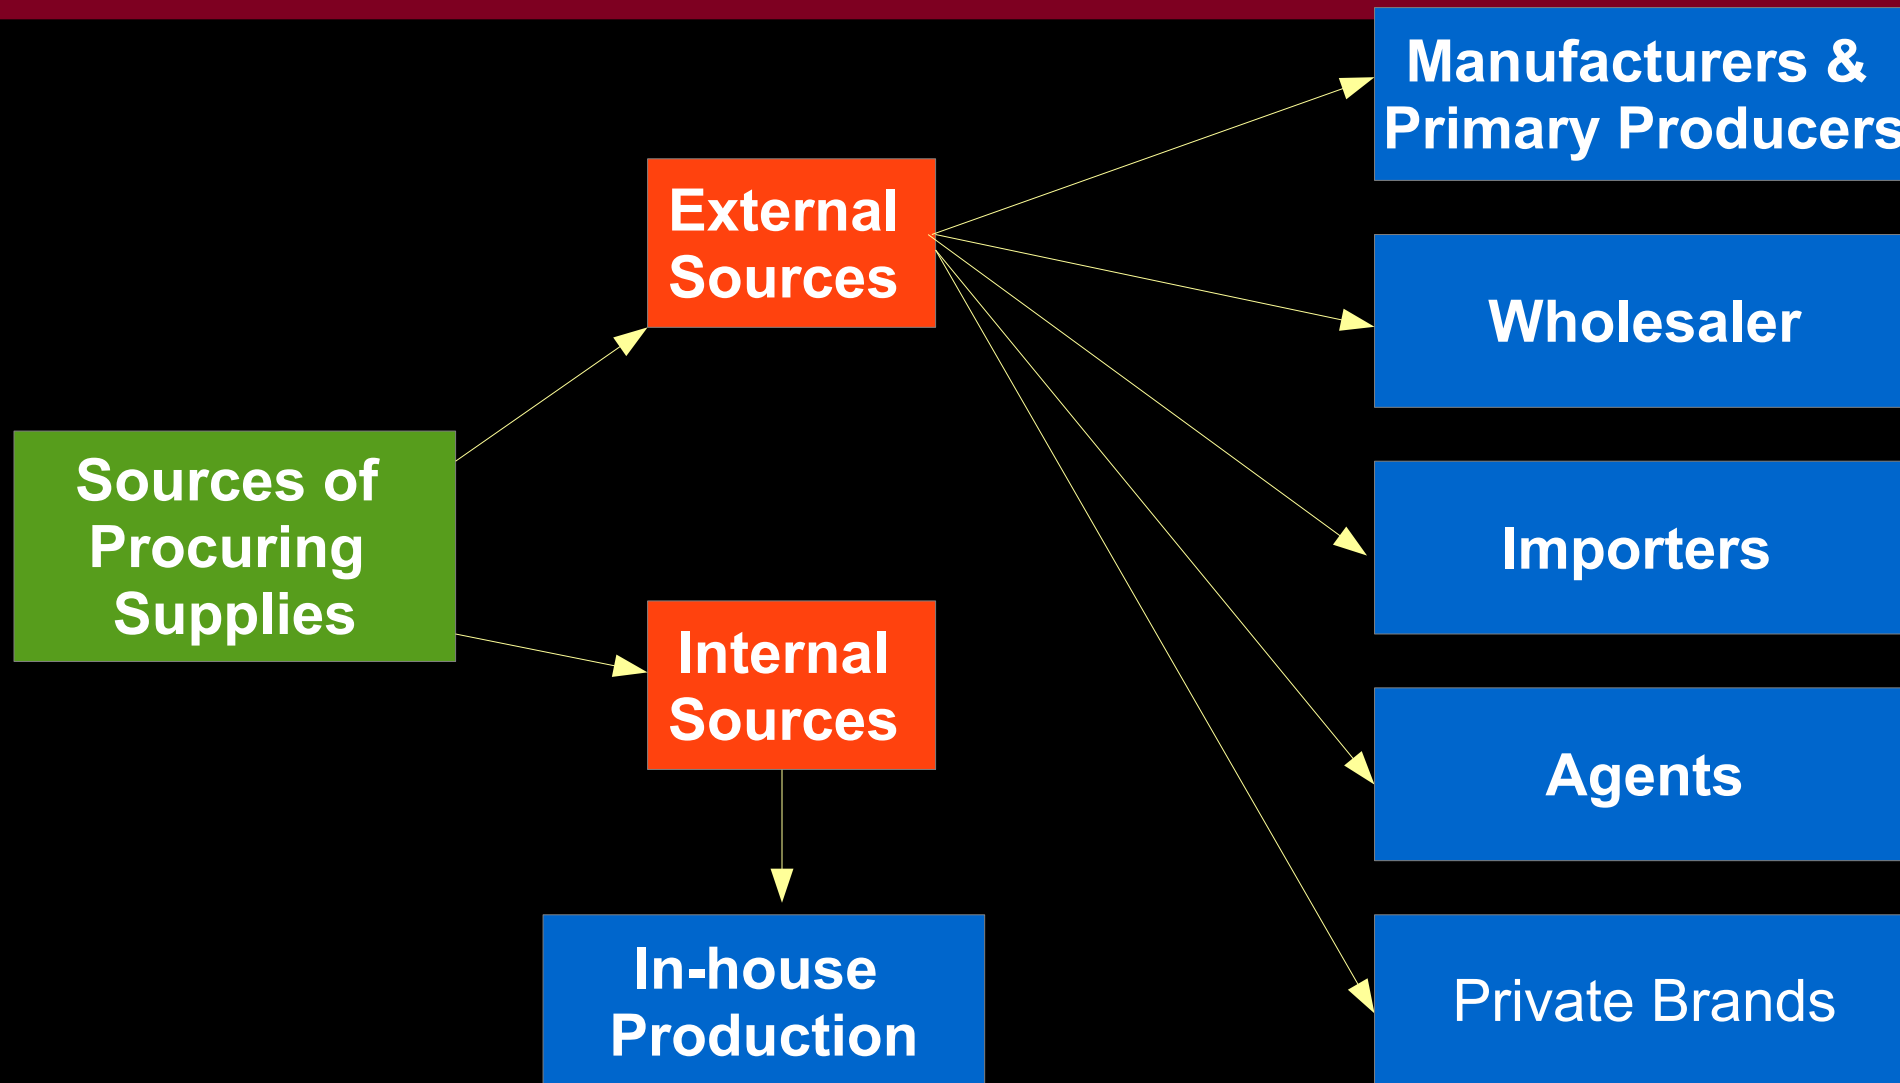 Manufacturers &
Primary Producers
External
Sources
Wholesaler
Sources of
Procuring
Supplies
Importers
Internal
Sources
Agents
In-house
Production
Private Brands